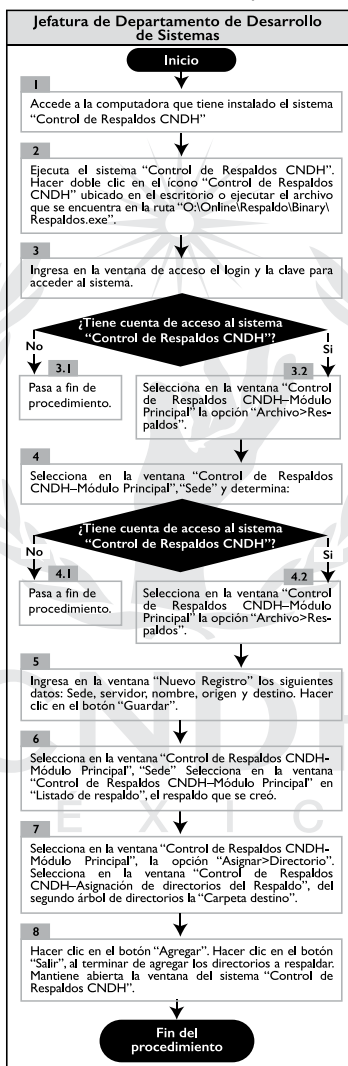 Jefatura de Departamento de Desarrollo
de Sistemas
Inicio
1
Accede a la computadora que tiene instalado el sistema
“Control de Respaldos CNDH”
2
Ejecuta el sistema “Control de Respaldos CNDH”.
Hacer doble clic en el ícono “Control de Respaldos
CNDH” ubicado en el escritorio o ejecutar el archivo
que se encuentra en la ruta “O:\Online\Respaldo\Binary\
Respaldos.exe”.
3
Ingresa en la ventana de acceso el login y la clave para
acceder al sistema.
¿Tiene cuenta de acceso al sistema
“Control de Respaldos CNDH”?
No
Si
3.1
Pasa a fin de
procedimiento.
3.2
Selecciona en la ventana “Control
de Respaldos CNDH–Módulo
Principal” la opción “Archivo>Res-
paldos”.
4
Selecciona en la ventana “Control de Respaldos
CNDH–Módulo Principal”, “Sede” y determina:
¿Tiene cuenta de acceso al sistema
“Control de Respaldos CNDH”?
No
Si
4.1
Pasa a fin de
procedimiento.
4.2
Selecciona en la ventana “Control
de Respaldos CNDH–Módulo
Principal” la opción “Archivo>Res-
paldos”.
5
Ingresa en la ventana “Nuevo Registro” los siguientes
datos: Sede, servidor, nombre, origen y destino. Hacer
clic en el botón “Guardar”.
6
Selecciona en la ventana “Control de Respaldos CNDH-
Módulo Principal”, “Sede” Selecciona en la ventana
“Control de Respaldos CNDH–Módulo Principal” en
“Listado de respaldo”, el respaldo que se creó.
7
Selecciona en la ventana “Control de Respaldos CNDH-
Módulo Principal”, la opción “Asignar>Directorio”.
Selecciona en la ventana “Control de Respaldos
CNDH–Asignación de directorios del Respaldo”, del
segundo árbol de directorios la “Carpeta destino”.
8
Hacer clic en el botón “Agregar”. Hacer clic en el botón
“Salir”, al terminar de agregar los directorios a respaldar.
Mantiene abierta la ventana del sistema “Control de
Respaldos CNDH”.
Fin del
procedimiento